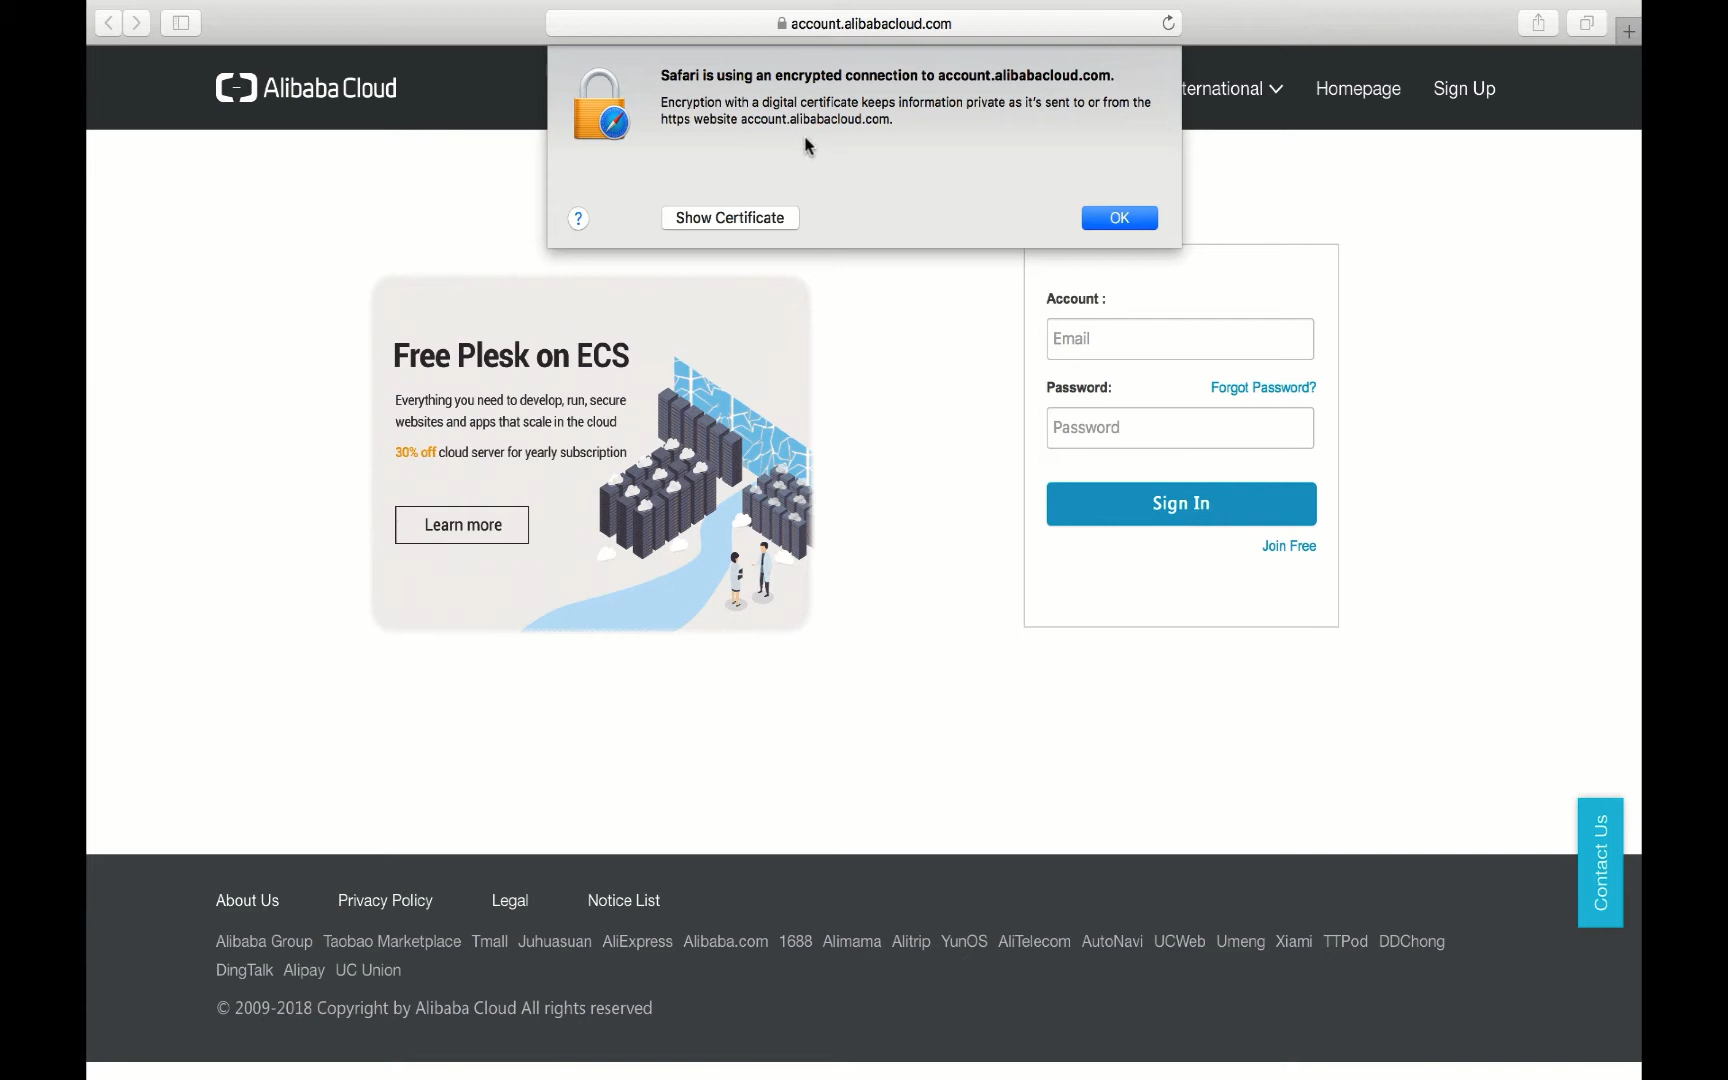 account.alibabacloud.com
Safari is using an encrypted connection to account.alibabacloud.com.
Encryption with a digital certificate keeps information private as it's sent to or from the
https website account.alibabacloud.com.
?
Show Certificate
OK
Alibaba Cloud
ternational
Homepage
Sign Up
Free Plesk on ECS
Everything you need to develop, run, secure
websites and apps that scale in the cloud
30% off cloud server for yearly subscription
Learn more
Account :
Email
Password:
Forgot Password?
Password
Sign In
Join Free
Contact Us
About Us
Privacy Policy
Legal
Notice List
Alibaba Group Taobao Marketplace Tmall Juhuasuan AliExpress Alibaba.com 1688 Alimama Alitrip YunOS AliTelecom AutoNavi UCWeb Umeng Xiami TTPod DDChong
DingTalk Alipay UC Union
© 2009-2018 Copyright by Alibaba Cloud All rights reserved